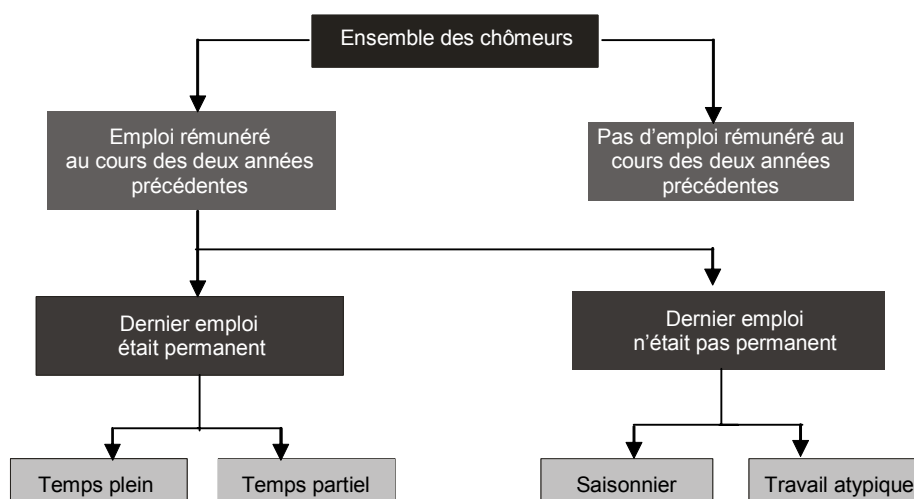 Ensemble des chômeurs
Emploi rémunéré
au cours des deux années
précédentes
Pas d’emploi rémunéré au
cours des deux années
précédentes
Dernier emploi
était permanent
Dernier emploi
n’était pas permanent
Temps plein
Temps partiel
Saisonnier
Travail atypique